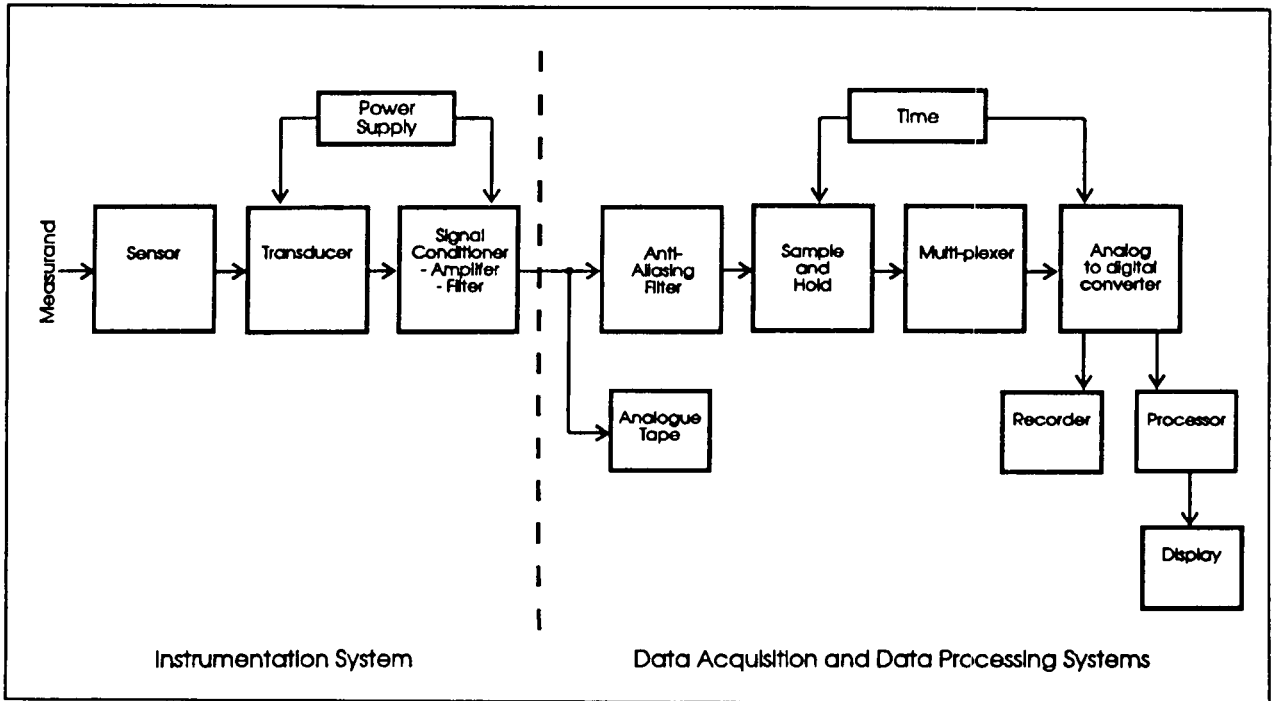 Power
Supply
Time
Measurand
Sensor
Transducer
Signal
Conditioner
- Amplifer
- Filter
Anti-
Aliasing
Filter
Sample
and
Hold
Multi-plexer
Analog
to digital
converter
Analogue
Tape
Recorder
Processor
Display
Instrumentation System
Data Acquisition and Data Processing Systems